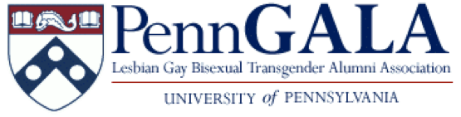 PennGALA
Lesbian Gay Bisexual Transgender Alumni Association
UNIVERSITY of PENNSYLVANIA